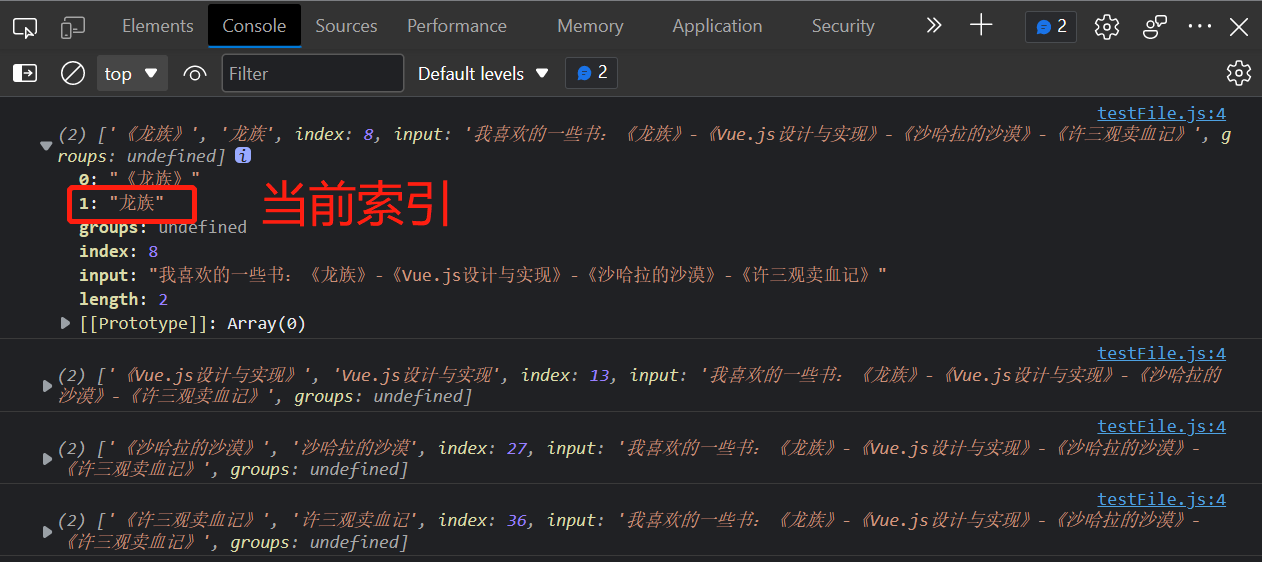 Elements Console Sources Performance Memory Application Security 2
top Filter Default levels 2
testFile.js:4
(2) ['《龙族》', '龙族', index: 8, input: '我喜欢的一些书：《龙族》-《Vue.js设计与实现》-《沙哈拉的沙漠》-《许三观卖血记》', g
roups: undefined] i
0: "《龙族》"
1: "龙族"
当前索引
groups: undefined
index: 8
input: "我喜欢的一些书：《龙族》-《Vue.js设计与实现》-《沙哈拉的沙漠》-《许三观卖血记》"
length: 2
[[Prototype]]: Array(0)
testFile.js:4
(2) ['《Vue.js设计与实现》', 'Vue.js设计与实现', index: 13, input: '我喜欢的一些书：《龙族》-《Vue.js设计与实现》-《沙哈拉的
沙漠》-《许三观卖血记》', groups: undefined]
testFile.js:4
(2) ['《沙哈拉的沙漠》', '沙哈拉的沙漠', index: 27, input: '我喜欢的一些书：《龙族》-《Vue.js设计与实现》-《沙哈拉的沙漠》-
《许三观卖血记》', groups: undefined]
testFile.js:4
(2) ['《许三观卖血记》', '许三观卖血记', index: 36, input: '我喜欢的一些书：《龙族》-《Vue.js设计与实现》-《沙哈拉的沙漠》-
《许三观卖血记》', groups: undefined]